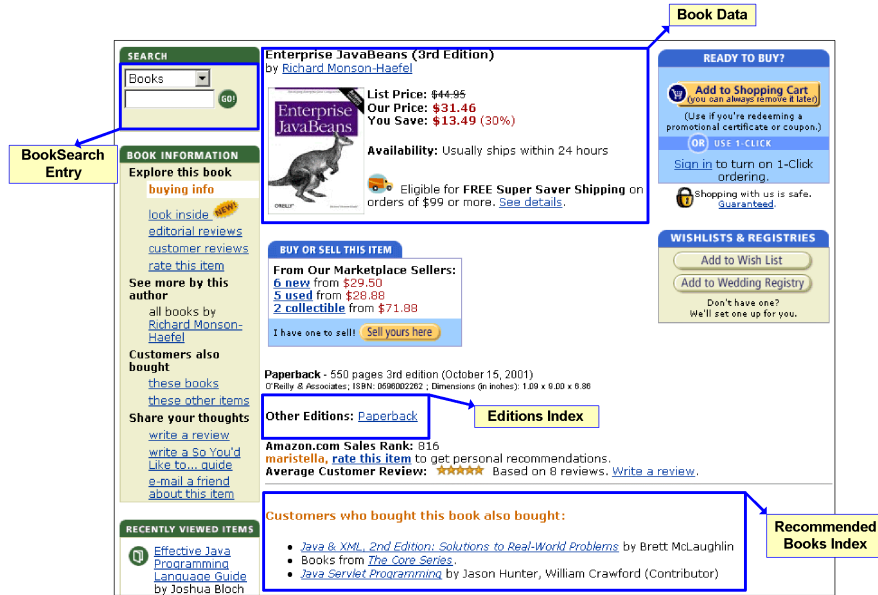 Book Data
SEARCH
Books
GO!
BookSearch
Entry
BOOK INFORMATION
Explore this book
buying info
look inside NEW!
editorial reviews
customer reviews
rate this item
See more by this
author
all books by
Richard Monson-
Haefel
Customers also
bought
these books
these other items
Share your thoughts
write a review
write a So You'd
Like to... guide
e-mail a friend
about this item
RECENTLY VIEWED ITEMS
Effective Java
Programming
Language Guide
by Joshua Bloch
Enterprise JavaBeans (3rd Edition)
by Richard Monson-Haefel
Enterprise
JavaBeans
O'REILLY
List Price: $44.95
Our Price: $31.46
You Save: $13.49 (30%)
Availability: Usually ships within 24 hours
Eligible for FREE Super Saver Shipping on
orders of $99 or more. See details.
BUY OR SELL THIS ITEM
From Our Marketplace Sellers:
6 new from $29.50
5 used from $28.88
2 collectible from $71.88
I have one to sell! Sell yours here
Paperback - 550 pages 3rd edition (October 15, 2001)
O'Reilly & Associates; ISBN: 0596002262 ; Dimensions (in inches): 1.09 x 9.00 x 6.86
Other Editions: Paperback
Editions Index
Amazon.com Sales Rank: 816
maristella, rate this item to get personal recommendations.
Average Customer Review: Based on 8 reviews. Write a review.
Customers who bought this book also bought:
Java & XML, 2nd Edition: Solutions to Real-World Problems by Brett McLaughlin
Books from The Core Series.
Java Servlet Programming by Jason Hunter, William Crawford (Contributor)
Recommended
Books Index
READY TO BUY?
Add to Shopping Cart
(you can always remove it later)
(Use if you're redeeming a
promotional certificate or coupon.)
OR USE 1-CLICK
Sign in to turn on 1-Click
ordering.
Shopping with us is safe.
Guaranteed.
WISHLISTS & REGISTRIES
Add to Wish List
Add to Wedding Registry
Don't have one?
We'll set one up for you.